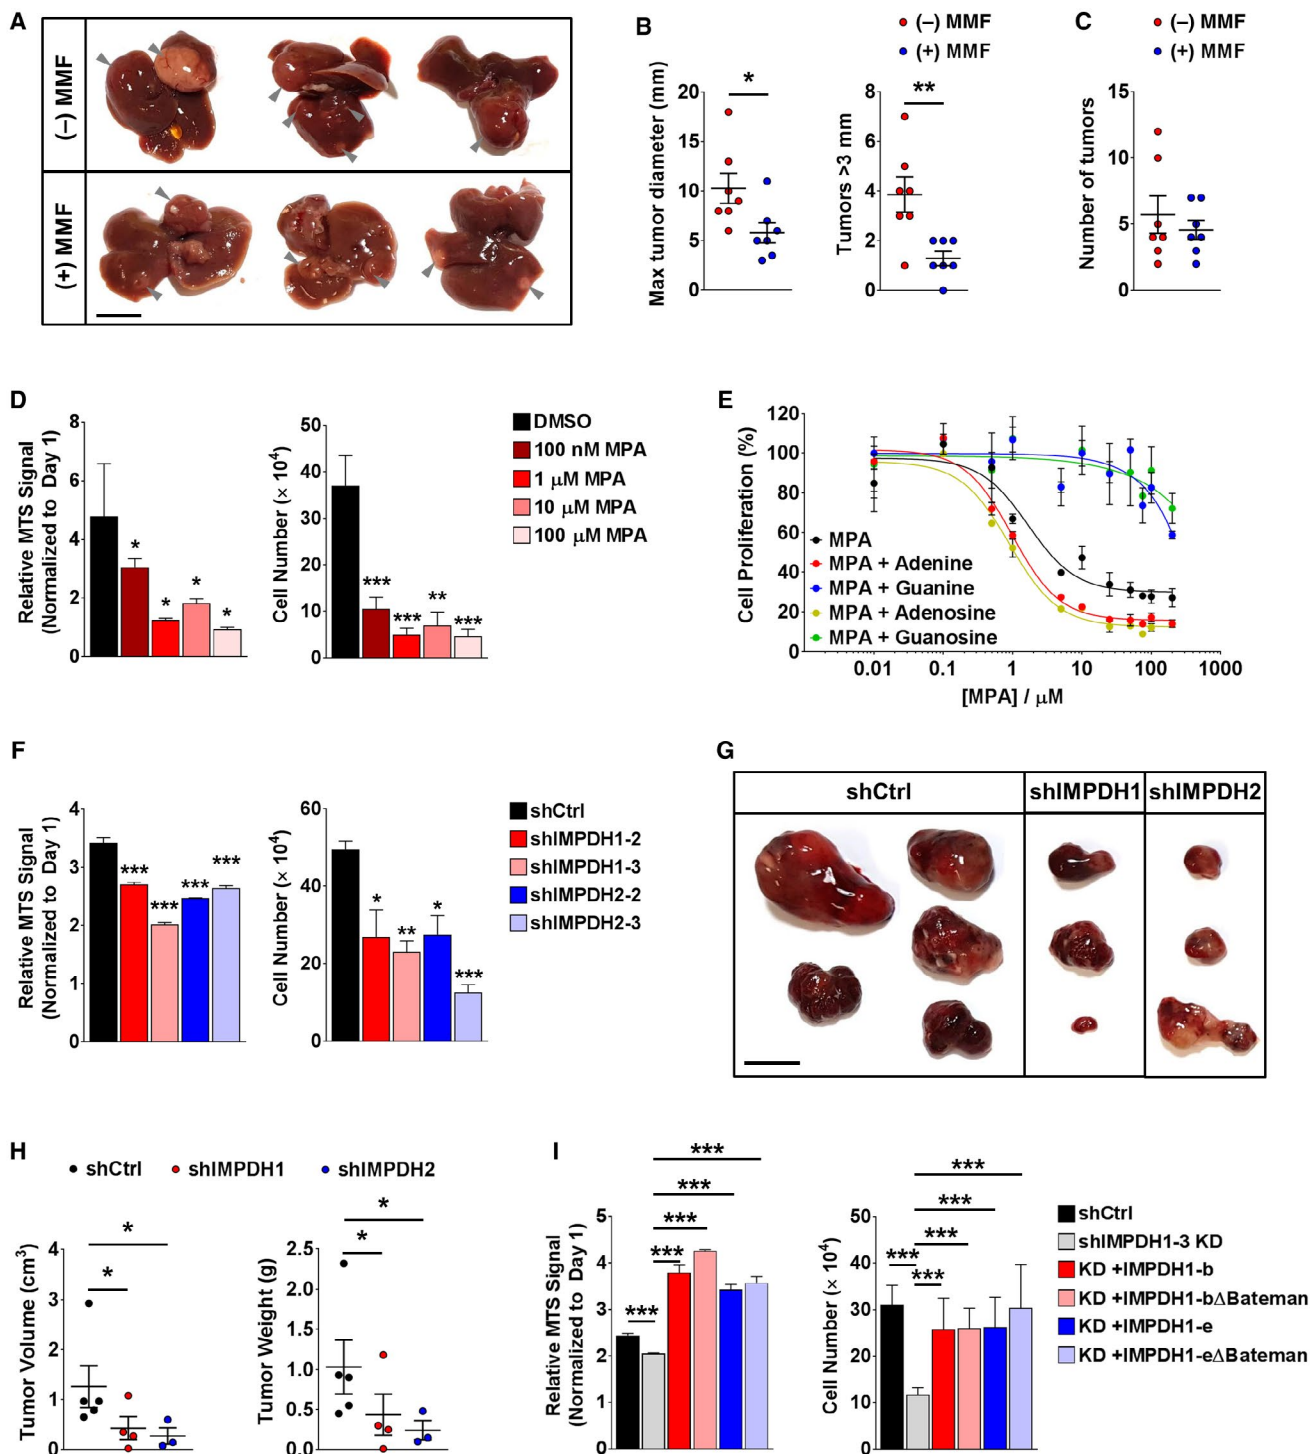 A
(–) MMF
(+) MMF
B
(–) MMF
(+) MMF
Max tumor diameter (mm)
20
15
10
5
0
*
Tumors >3 mm
8
6
4
2
0
**
C
(–) MMF
(+) MMF
Number of tumors
15
10
5
0
D
Relative MTS Signal
(Normalized to Day 1)
8
6
4
2
0
*
*
*
*
Cell Number (× 10⁴)
50
40
30
20
10
0
***
***
**
***
DMSO
100 nM MPA
1 µM MPA
10 µM MPA
100 µM MPA
E
Cell Proliferation (%)
120
100
80
60
40
20
0
MPA
MPA + Adenine
MPA + Guanine
MPA + Adenosine
MPA + Guanosine
0.01 0.1 1 10 100 1000
[MPA] / µM
F
Relative MTS Signal
(Normalized to Day 1)
4
3
2
1
0
***
***
***
***
Cell Number (× 10⁴)
60
40
20
0
*
**
*
***
shCtrl
shIMPDH1-2
shIMPDH1-3
shIMPDH2-2
shIMPDH2-3
G
shCtrl shIMPDH1 shIMPDH2
H
shCtrl shIMPDH1 shIMPDH2
Tumor Volume (cm³)
4
3
2
1
0
*
*
Tumor Weight (g)
2.5
2.0
1.5
1.0
0.5
0.0
*
*
I
Relative MTS Signal
(Normalized to Day 1)
5
4
3
2
1
0
***
***
***
***
***
Cell Number (× 10⁴)
50
40
30
20
10
0
***
***
***
***
***
shCtrl
shIMPDH1-3 KD
KD +IMPDH1-b
KD +IMPDH1-bΔBateman
KD +IMPDH1-e
KD +IMPDH1-eΔBateman